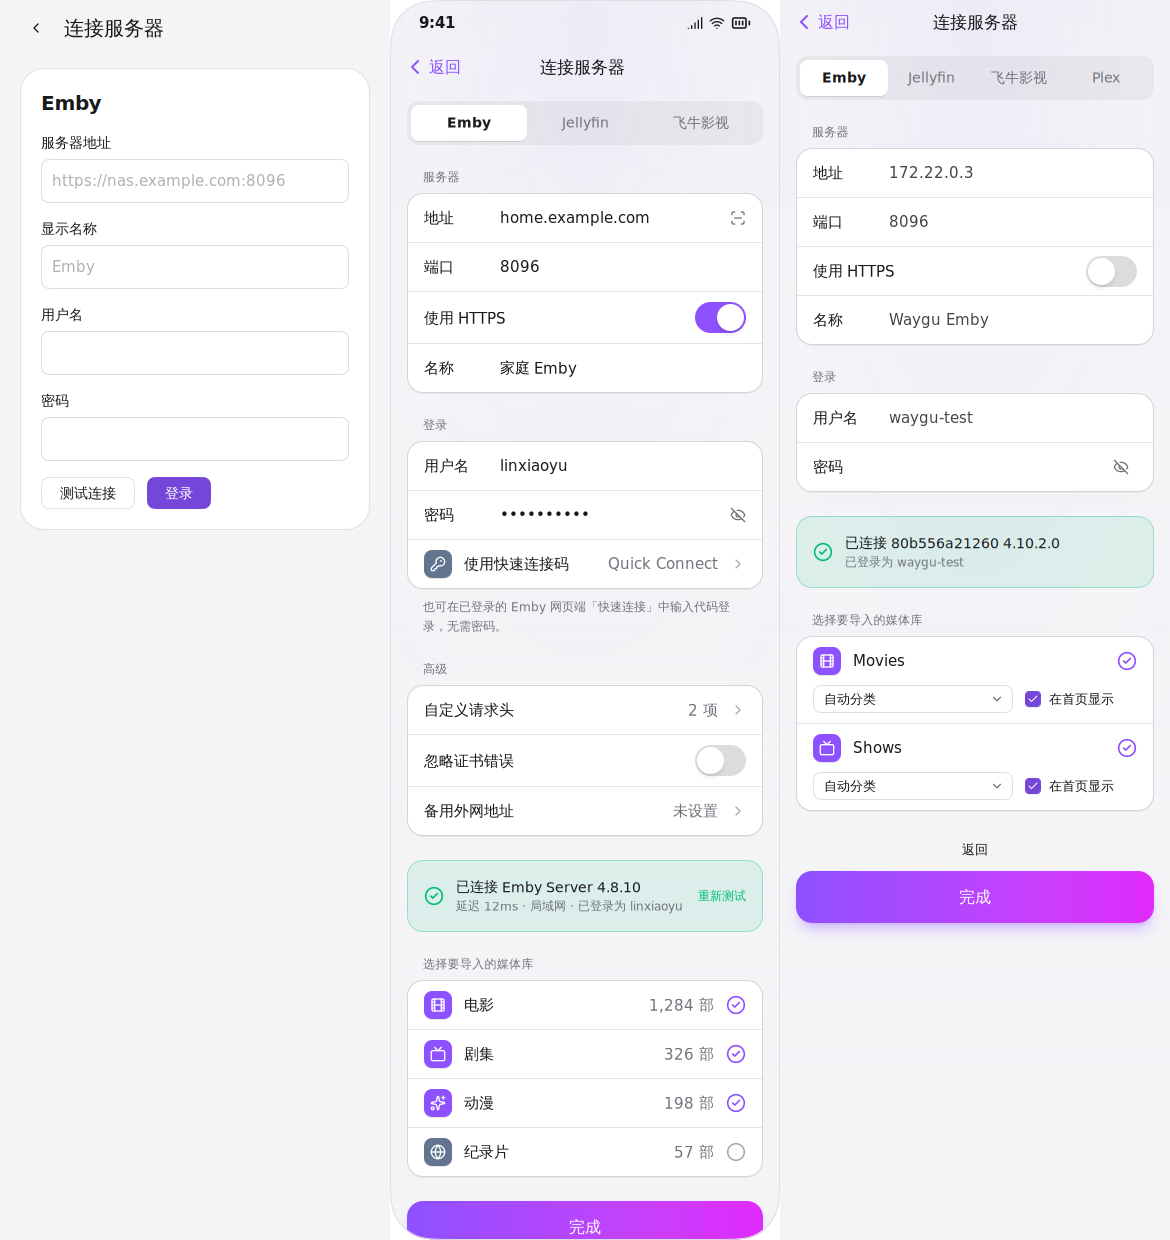 连接服务器
Emby
服务器地址
https://nas.example.com:8096
显示名称
Emby
用户名
密码
测试连接 登录
9:41
返回 连接服务器
Emby Jellyfin 飞牛影视
服务器
地址 home.example.com
端口 8096
使用 HTTPS
名称 家庭 Emby
登录
用户名 linxiaoyu
密码 ••••••••••
使用快速连接码 Quick Connect
也可在已登录的 Emby 网页端「快速连接」中输入代码登
录，无需密码。
高级
自定义请求头 2 项
忽略证书错误
备用外网地址 未设置
已连接 Emby Server 4.8.10
延迟 12ms · 局域网 · 已登录为 linxiaoyu
重新测试
选择要导入的媒体库
电影 1,284 部
剧集 326 部
动漫 198 部
纪录片 57 部
完成
返回 连接服务器
Emby Jellyfin 飞牛影视 Plex
服务器
地址 172.22.0.3
端口 8096
使用 HTTPS
名称 Waygu Emby
登录
用户名 waygu-test
密码
已连接 80b556a21260 4.10.2.0
已登录为 waygu-test
选择要导入的媒体库
Movies
自动分类 在首页显示
Shows
自动分类 在首页显示
返回
完成